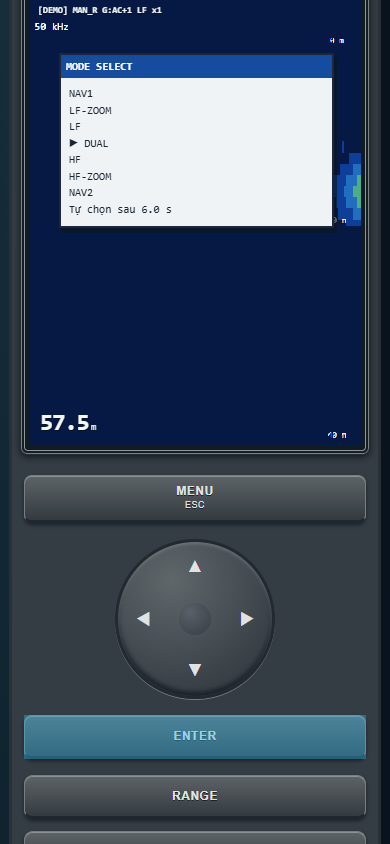 [DEMO] MAN_R G:AC+1 LF x1
50 kHz
MODE SELECT
NAV1
LF-ZOOM
LF
▶ DUAL
HF
HF-ZOOM
NAV2
Tự chọn sau 6.0 s
57.5m
40 m
MENU
ESC
ENTER
RANGE